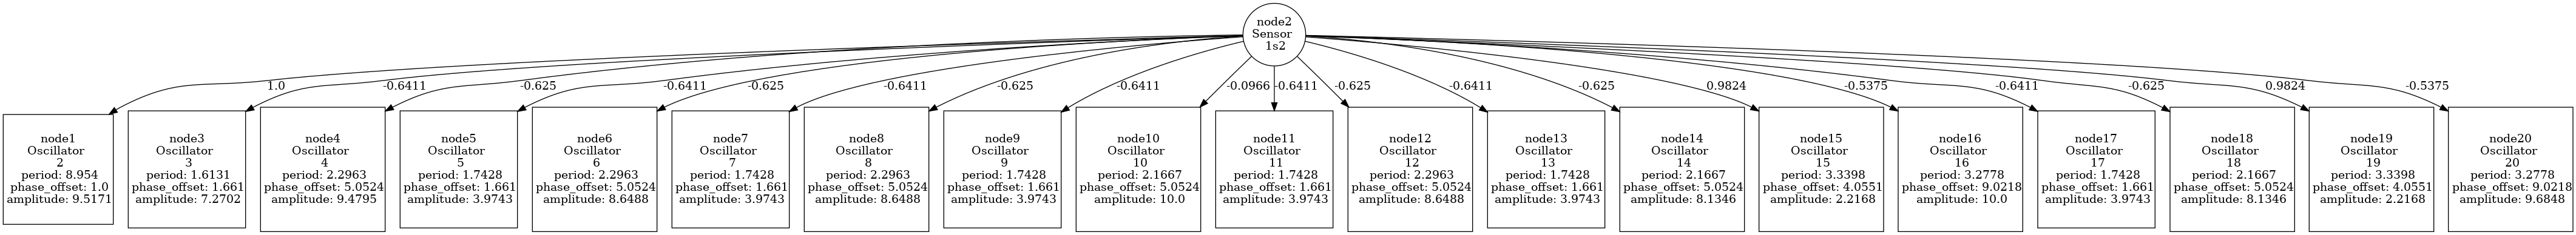 node2
Sensor
1s2
1.0
-0.6411
-0.625
-0.6411
-0.625
-0.6411
-0.625
-0.6411
-0.0966
-0.6411
-0.625
-0.6411
-0.625
0.9824
-0.5375
-0.6411
-0.625
0.9824
-0.5375
node1
Oscillator
2
period: 8.954
phase_offset: 1.0
amplitude: 9.5171
node3
Oscillator
3
period: 1.6131
phase_offset: 1.661
amplitude: 7.2702
node4
Oscillator
4
period: 2.2963
phase_offset: 5.0524
amplitude: 9.4795
node5
Oscillator
5
period: 1.7428
phase_offset: 1.661
amplitude: 3.9743
node6
Oscillator
6
period: 2.2963
phase_offset: 5.0524
amplitude: 8.6488
node7
Oscillator
7
period: 1.7428
phase_offset: 1.661
amplitude: 3.9743
node8
Oscillator
8
period: 2.2963
phase_offset: 5.0524
amplitude: 8.6488
node9
Oscillator
9
period: 1.7428
phase_offset: 1.661
amplitude: 3.9743
node10
Oscillator
10
period: 2.1667
phase_offset: 5.0524
amplitude: 10.0
node11
Oscillator
11
period: 1.7428
phase_offset: 1.661
amplitude: 3.9743
node12
Oscillator
12
period: 2.2963
phase_offset: 5.0524
amplitude: 8.6488
node13
Oscillator
13
period: 1.7428
phase_offset: 1.661
amplitude: 3.9743
node14
Oscillator
14
period: 2.1667
phase_offset: 5.0524
amplitude: 8.1346
node15
Oscillator
15
period: 3.3398
phase_offset: 4.0551
amplitude: 2.2168
node16
Oscillator
16
period: 3.2778
phase_offset: 9.0218
amplitude: 10.0
node17
Oscillator
17
period: 1.7428
phase_offset: 1.661
amplitude: 3.9743
node18
Oscillator
18
period: 2.1667
phase_offset: 5.0524
amplitude: 8.1346
node19
Oscillator
19
period: 3.3398
phase_offset: 4.0551
amplitude: 2.2168
node20
Oscillator
20
period: 3.2778
phase_offset: 9.0218
amplitude: 9.6848